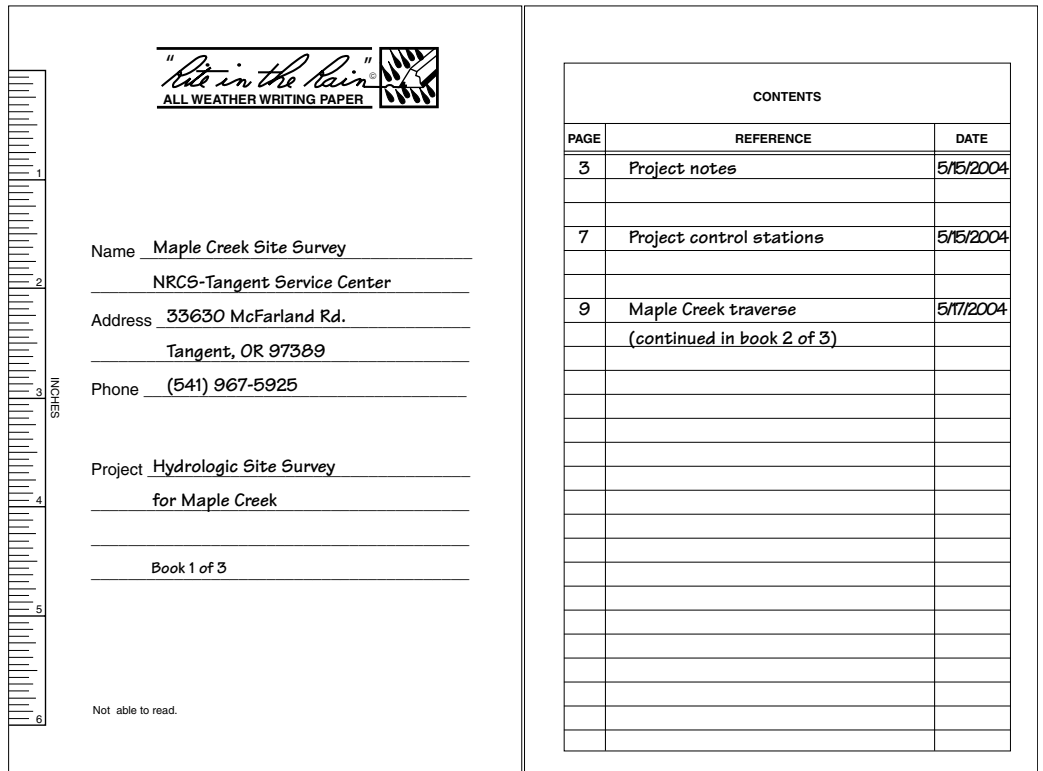 "Rite in the Rain"©
ALL WEATHER WRITING PAPER
1
2
3
4
5
6
INCHES
Name Maple Creek Site Survey
NRCS-Tangent Service Center
Address 33630 McFarland Rd.
Tangent, OR 97389
Phone (541) 967-5925
Project Hydrologic Site Survey
for Maple Creek
Book 1 of 3
Not able to read.
CONTENTS
PAGE REFERENCE DATE
3 Project notes 5/15/2004
7 Project control stations 5/15/2004
9 Maple Creek traverse 5/17/2004
(continued in book 2 of 3)